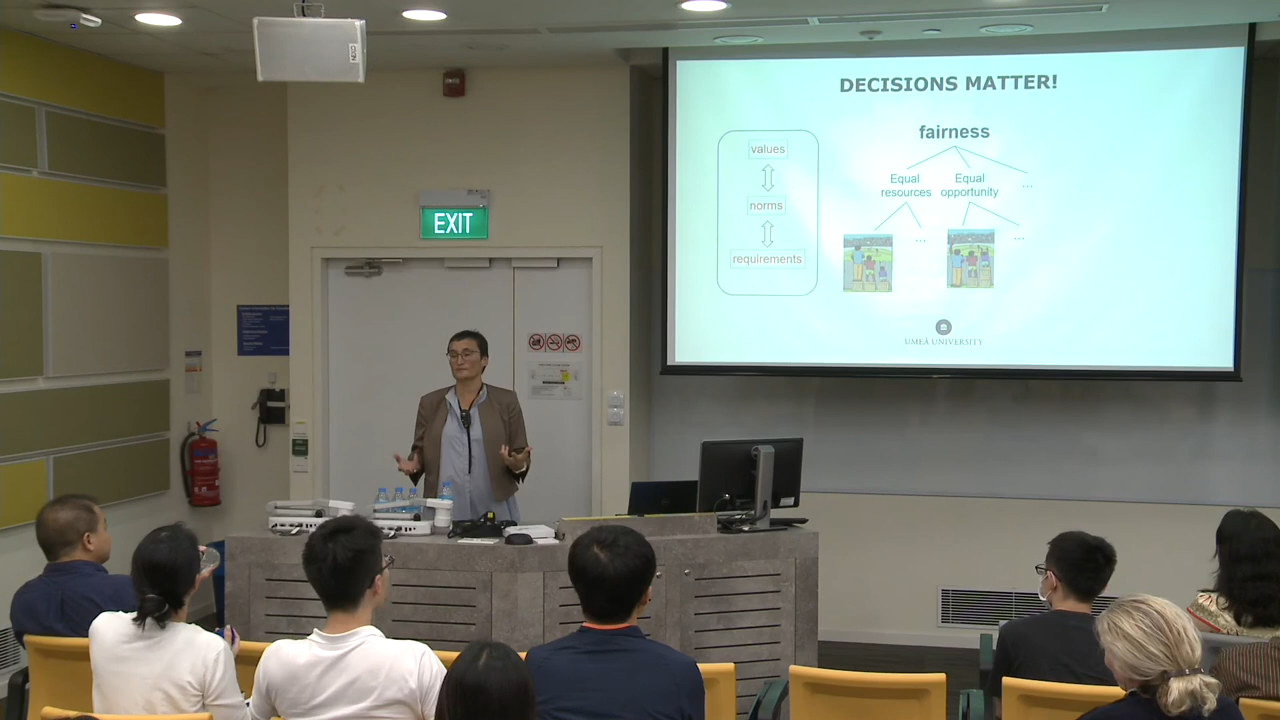 DECISIONS MATTER!
fairness
values
norms
requirements
Equal
resources
Equal
opportunity
...
...
...
UMEÅ UNIVERSITY
EXIT